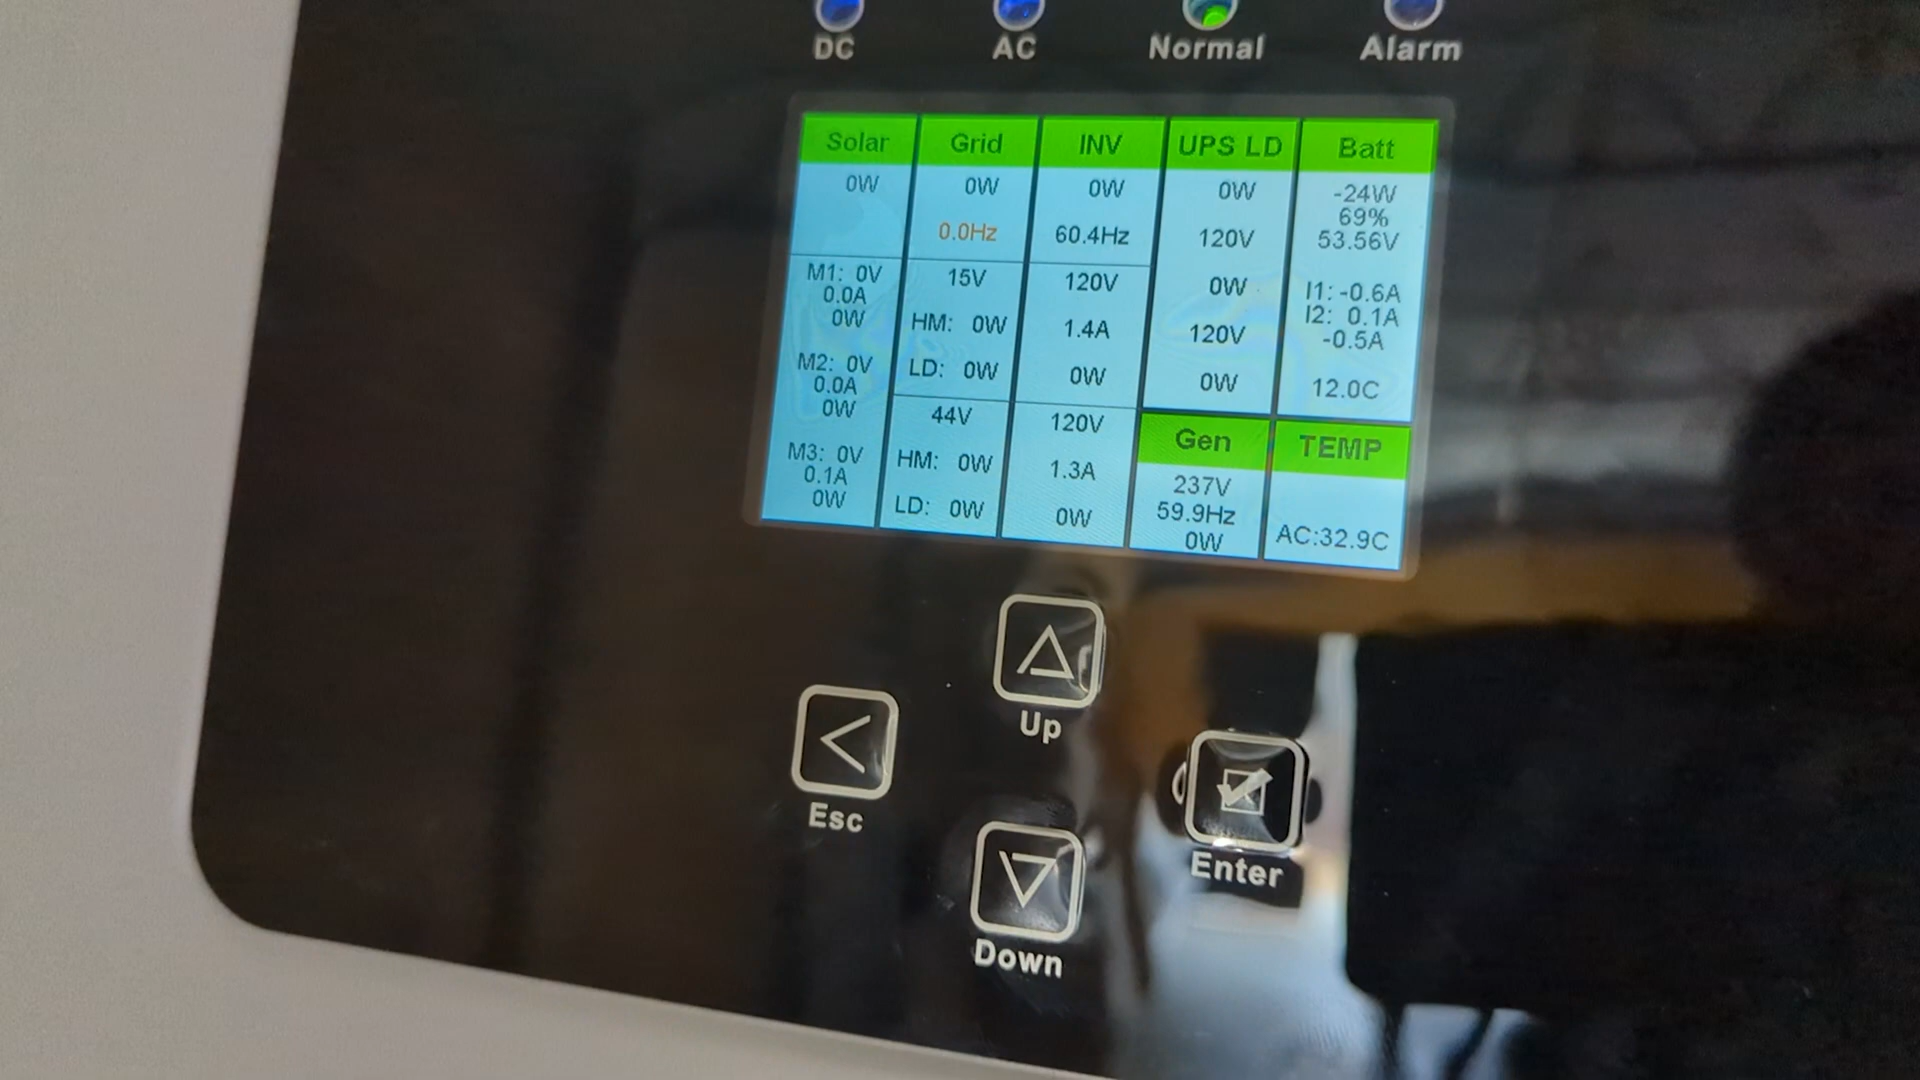 DC AC Normal Alarm
Solar
0W
M1: 0V
0.0A
0W
M2: 0V
0.0A
0W
M3: 0V
0.1A
0W
Grid
0W
0.0Hz
15V
HM: 0W
LD: 0W
44V
HM: 0W
LD: 0W
INV
0W
60.4Hz
120V
1.4A
0W
120V
1.3A
0W
UPS LD
0W
120V
0W
120V
0W
Gen
237V
59.9Hz
0W
Batt
-24W
69%
53.56V
I1: -0.6A
I2: 0.1A
-0.5A
12.0C
TEMP
AC:32.9C
Up
Esc
Enter
Down